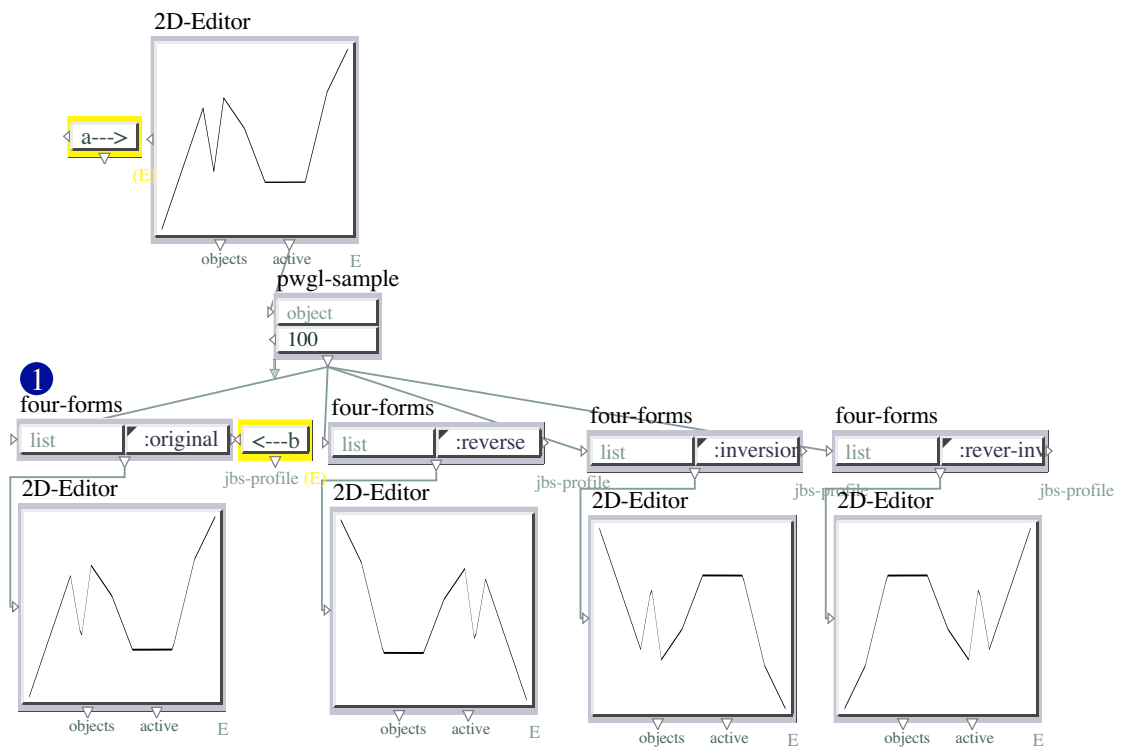 2D-Editor
a--->
(E)
objects active E
pwgl-sample
object
100
1
four-forms four-forms four-forms four-forms
list :original <---b list :reverse list :inversion list :rever-inv
jbs-profile (E) jbs-profile jbs-profile jbs-profile
2D-Editor 2D-Editor 2D-Editor 2D-Editor
objects active E objects active E objects active E objects active E